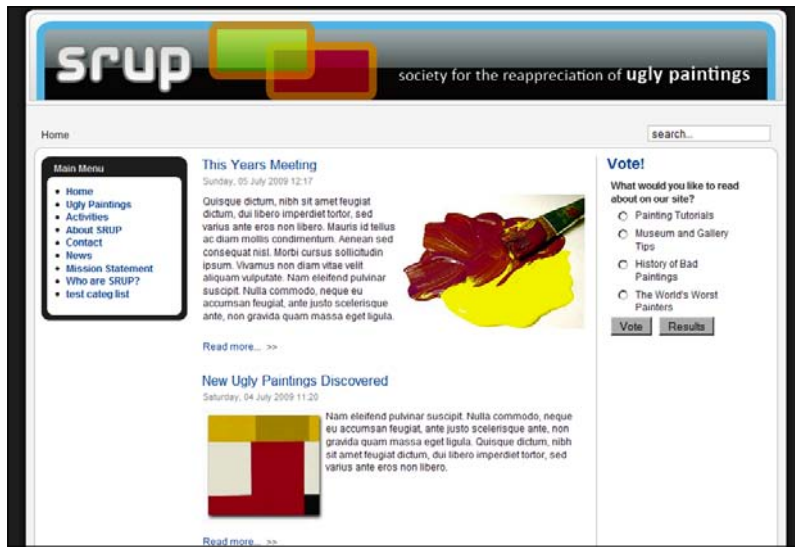 srup
society for the reappreciation of ugly paintings
Home
search...
Main Menu
Home
Ugly Paintings
Activities
About SRUP
Contact
News
Mission Statement
Who are SRUP?
test categ list
This Years Meeting
Sunday, 05 July 2009 12:17
Quisque dictum, nibh sit amet feugiat
dictum, dui libero imperdiet tortor, sed
varius ante eros non libero. Mauris id tellus
ac diam mollis condimentum. Aenean sed
consequat nisl. Morbi cursus sollicitudin
ipsum. Vivamus non diam vitae velit
aliquam vulputate. Nam eleifend pulvinar
suscipit. Nulla commodo, neque eu
accumsan feugiat, ante justo scelerisque
ante, non gravida quam massa eget ligula.
Read more... >>
New Ugly Paintings Discovered
Saturday, 04 July 2009 11:20
Nam eleifend pulvinar suscipit. Nulla commodo, neque
eu accumsan feugiat, ante justo scelerisque ante, non
gravida quam massa eget ligula. Quisque dictum, nibh
sit amet feugiat dictum, dui libero imperdiet tortor, sed
varius ante eros non libero.
Read more... >>
Vote!
What would you like to read
about on our site?
Painting Tutorials
Museum and Gallery
Tips
History of Bad
Paintings
The World's Worst
Painters
Vote Results